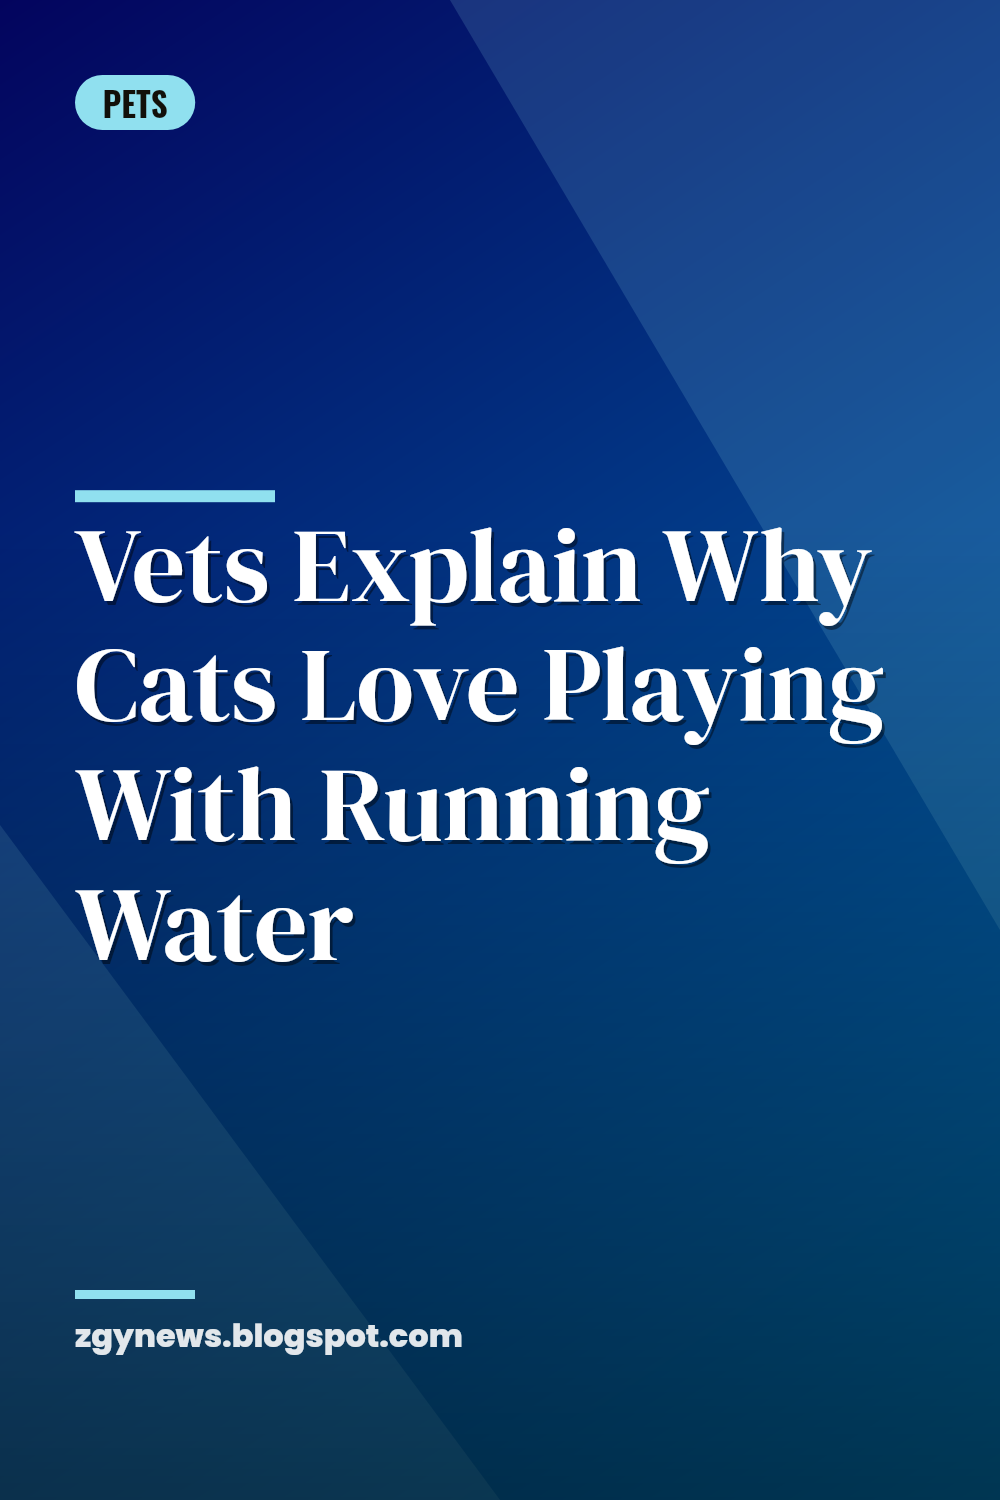 PETS
Vets Explain Why
Cats Love Playing
With Running
Water
zgynews.blogspot.com